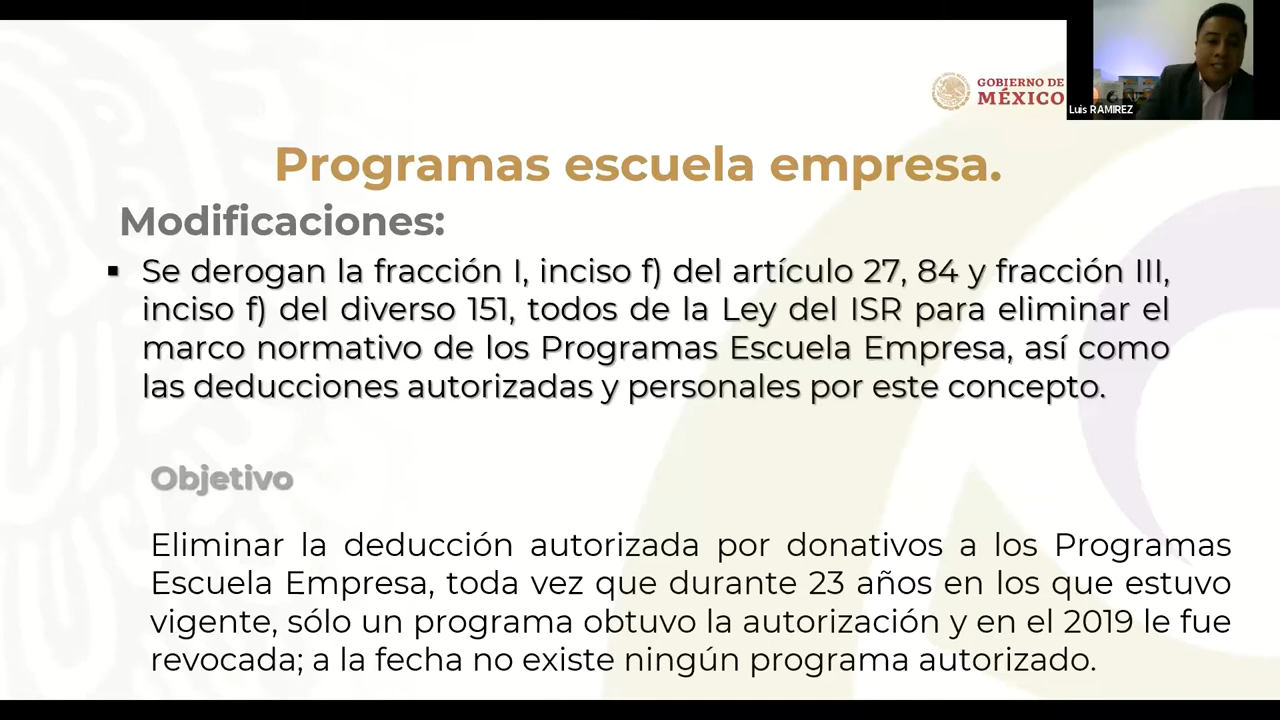 GOBIERNO DE
MÉXICO
Luis RAMIREZ
Programas escuela empresa.
Modificaciones:
▪ Se derogan la fracción I, inciso f) del artículo 27, 84 y fracción III,
inciso f) del diverso 151, todos de la Ley del ISR para eliminar el
marco normativo de los Programas Escuela Empresa, así como
las deducciones autorizadas y personales por este concepto.
Objetivo
Eliminar la deducción autorizada por donativos a los Programas
Escuela Empresa, toda vez que durante 23 años en los que estuvo
vigente, sólo un programa obtuvo la autorización y en el 2019 le fue
revocada; a la fecha no existe ningún programa autorizado.